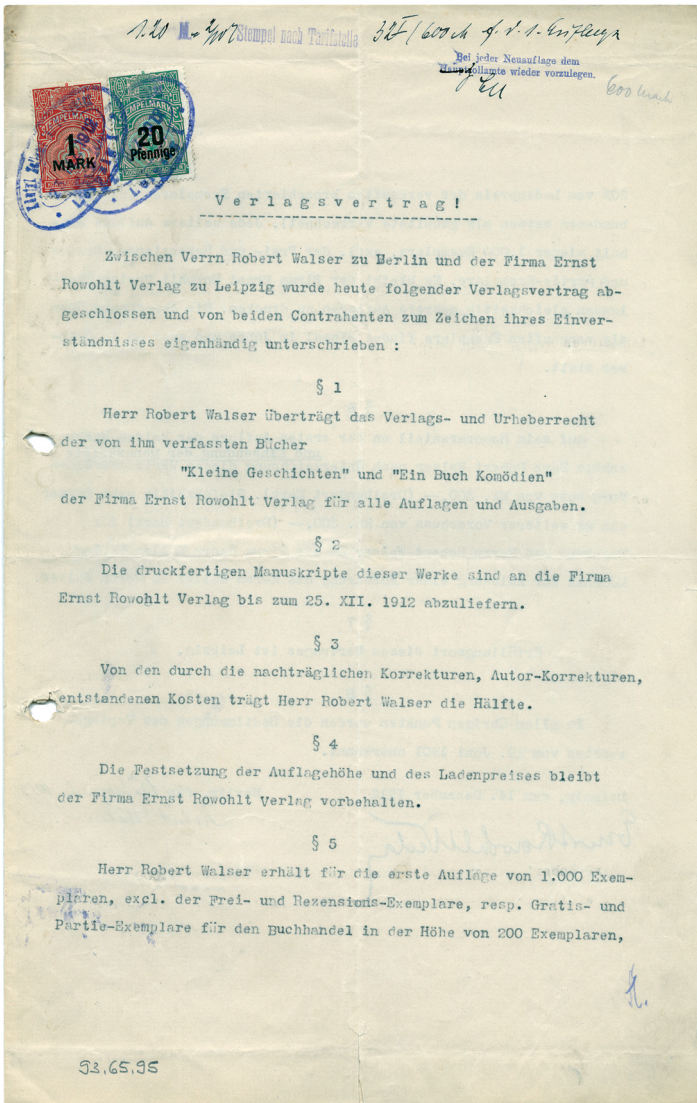 1.20 M. Stempel nach Tarifstelle 32I/600 M f. d. 1. Auflage
Bei jeder Neuauflage dem
Hauptzollamte wieder vorzulegen.
600 Mark
STEMPELMARKE
1
MARK
STEMPELMARKE
20
Pfennige
Verlagsvertrag!
Zwischen Verrn Robert Walser zu Berlin und der Firma Ernst
Rowohlt Verlag zu Leipzig wurde heute folgender Verlagsvertrag ab-
geschlossen und von beiden Contrahenten zum Zeichen ihres Einver-
ständnisses eigenhändig unterschrieben :
§ 1
Herr Robert Walser überträgt das Verlags- und Urheberrecht
der von ihm verfassten Bücher
"Kleine Geschichten" und "Ein Buch Komödien"
der Firma Ernst Rowohlt Verlag für alle Auflagen und Ausgaben.
§ 2
Die druckfertigen Manuskripte dieser Werke sind an die Firma
Ernst Rowohlt Verlag bis zum 25. XII. 1912 abzuliefern.
§ 3
Von den durch die nachträglichen Korrekturen, Autor-Korrekturen,
entstandenen Kosten trägt Herr Robert Walser die Hälfte.
§ 4
Die Festsetzung der Auflagehöhe und des Ladenpreises bleibt
der Firma Ernst Rowohlt Verlag vorbehalten.
§ 5
Herr Robert Walser erhält für die erste Auflage von 1.000 Exem-
plaren, expl. der Frei- und Rezensions-Exemplare, resp. Gratis- und
Partie-Exemplare für den Buchhandel in der Höhe von 200 Exemplaren,
93.65.95